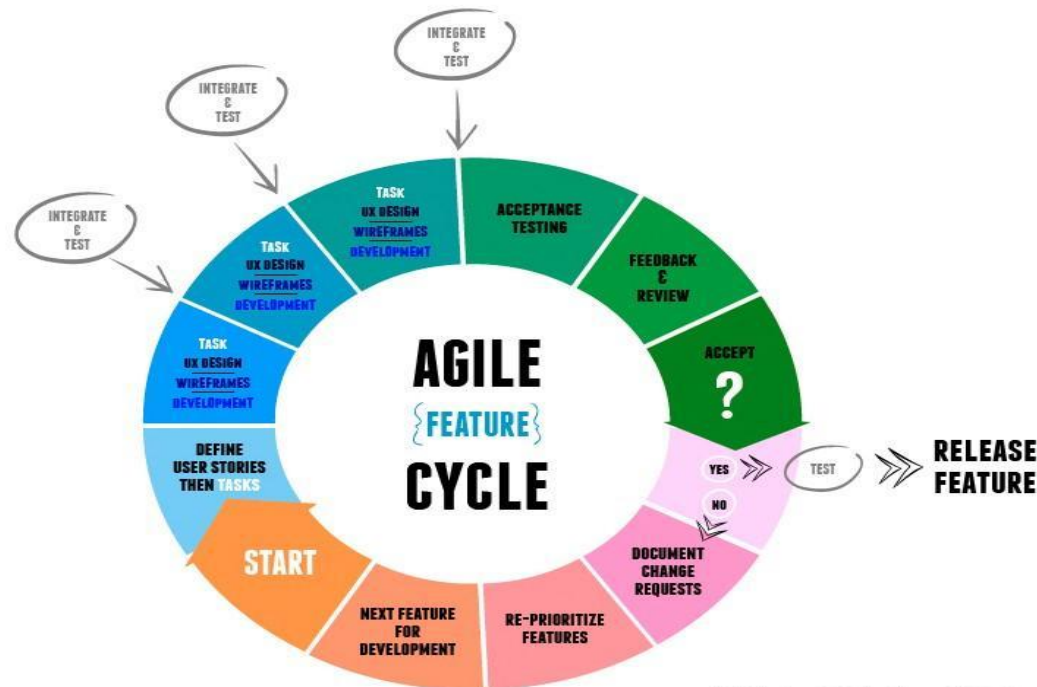 INTEGRATE
&
TEST
INTEGRATE
&
TEST
INTEGRATE
&
TEST
TASK
UX DESIGN
WIREFRAMES
DEVELOPMENT
TASK
UX DESIGN
WIREFRAMES
DEVELOPMENT
TASK
UX DESIGN
WIREFRAMES
DEVELOPMENT
ACCEPTANCE
TESTING
FEEDBACK
&
REVIEW
ACCEPT
?
AGILE
{FEATURE}
CYCLE
DEFINE
USER STORIES
THEN TASKS
START
YES
TEST
RELEASE
FEATURE
NO
DOCUMENT
CHANGE
REQUESTS
RE-PRIORITIZE
FEATURES
NEXT FEATURE
FOR
DEVELOPMENT